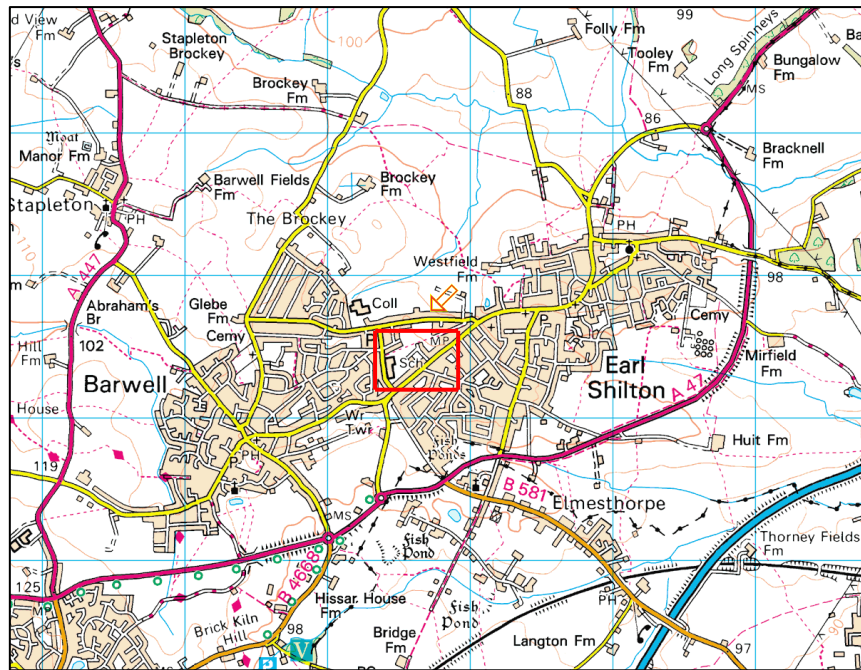 d View
Fm
Stapleton
Brockey
100
99
Folly Fm
Tooley
Fm
Long Spinneys
Bungalow
Fm
MS
Ba
Brockey
Fm
88
86
Bracknell
Fm
Moat
Manor Fm
Stapleton
PH
Barwell Fields
Fm
Brockey
Fm
The Brockey
PH
110
A 447
Westfield
Fm
98
Abraham's
Br
Glebe
Fm
Cemy
Coll
Cemy
Hill
Fm
102
P
MP
Sch
Earl
Shilton
A 47
Mirfield
Fm
Barwell
House
Wr
Twr
Fish
Ponds
Huit Fm
119
PH
P
B 581
Elmesthorpe
MS
Fish
Pond
Thorney Fields
Fm
125
MP
B 4668
Hissar House
Fm
Fish
Pond
PH
Brick Kiln
Hill
98
V
Bridge
Fm
Langton Fm
97
90